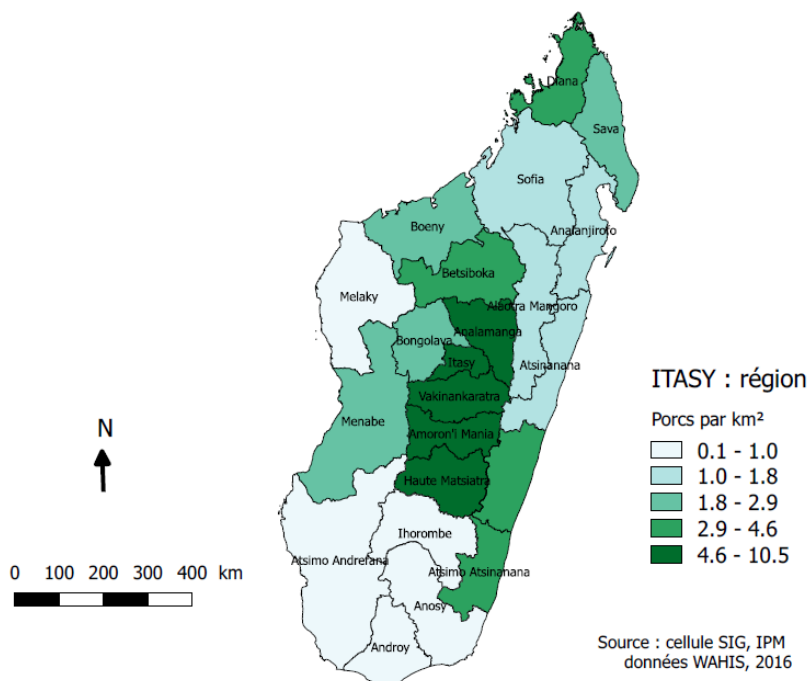 Diana
Sava
Sofia
Analanjirofo
Boeny
Betsiboka
Melaky
Alaotra Mangoro
Analamanga
Bongolava
Atsinanana
Itasy
Vakinankaratra
Menabe
Amoron'i Mania
Haute Matsiatra
Ihorombe
Atsimo Andrefana
Atsimo Atsinanana
Anosy
Androy
N
0 100 200 300 400 km
ITASY : région
Porcs par km²
0.1 - 1.0
1.0 - 1.8
1.8 - 2.9
2.9 - 4.6
4.6 - 10.5
Source : cellule SIG, IPM
données WAHIS, 2016